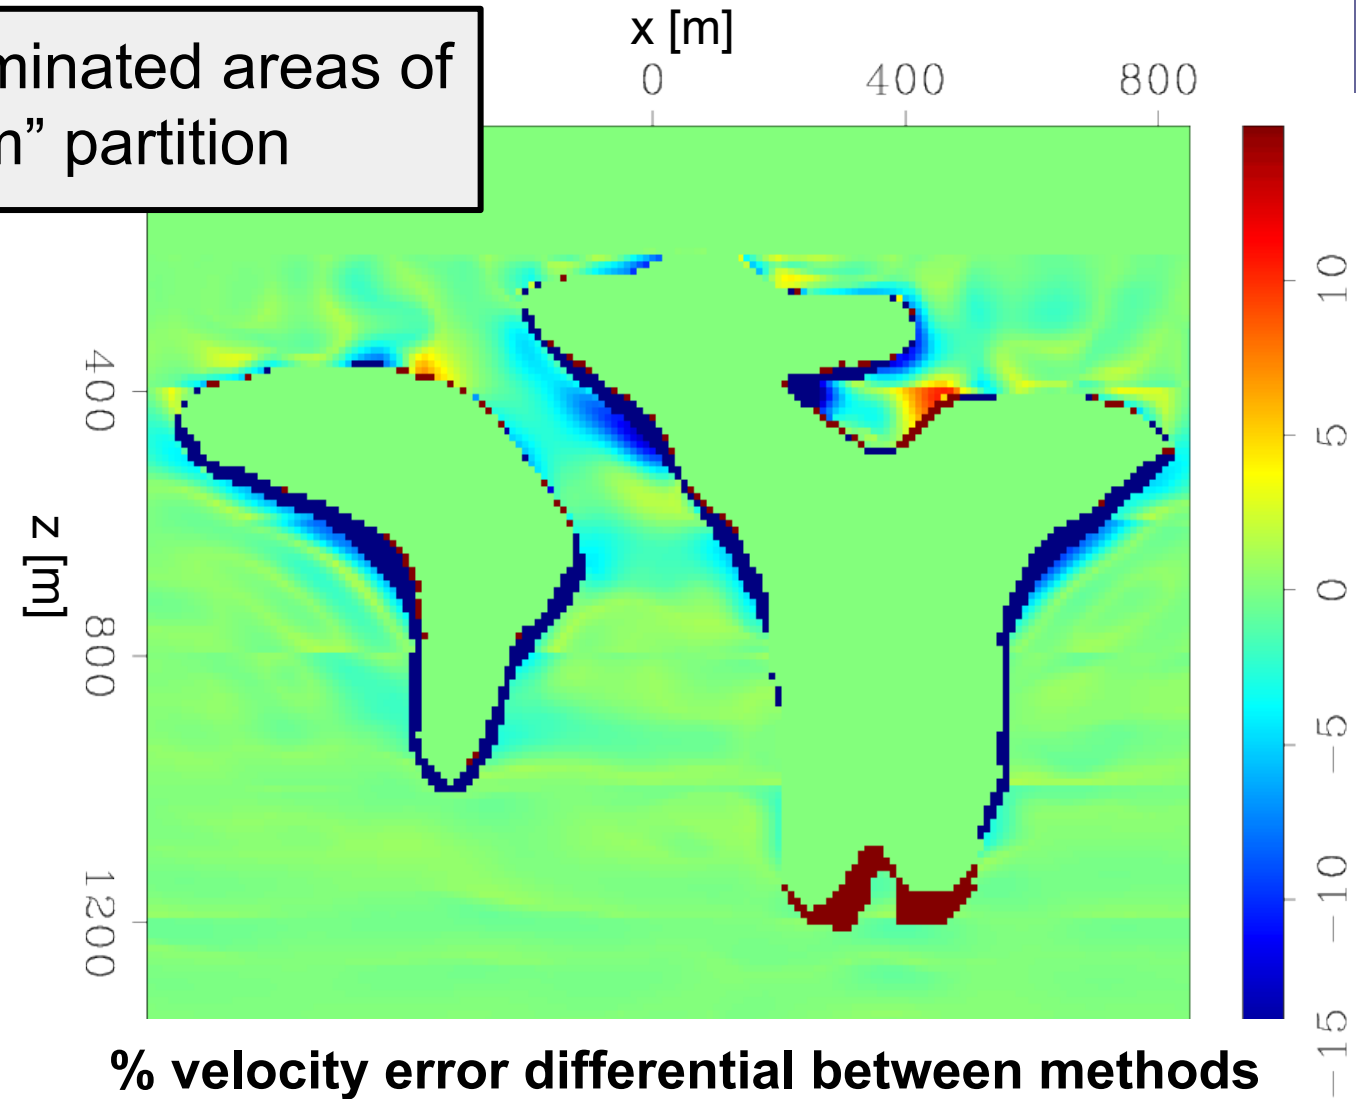 minated areas of
m” partition
x [m]
0 400 800
400
800
1200
z [m]
10
5
0
−5
−10
−15
% velocity error differential between methods